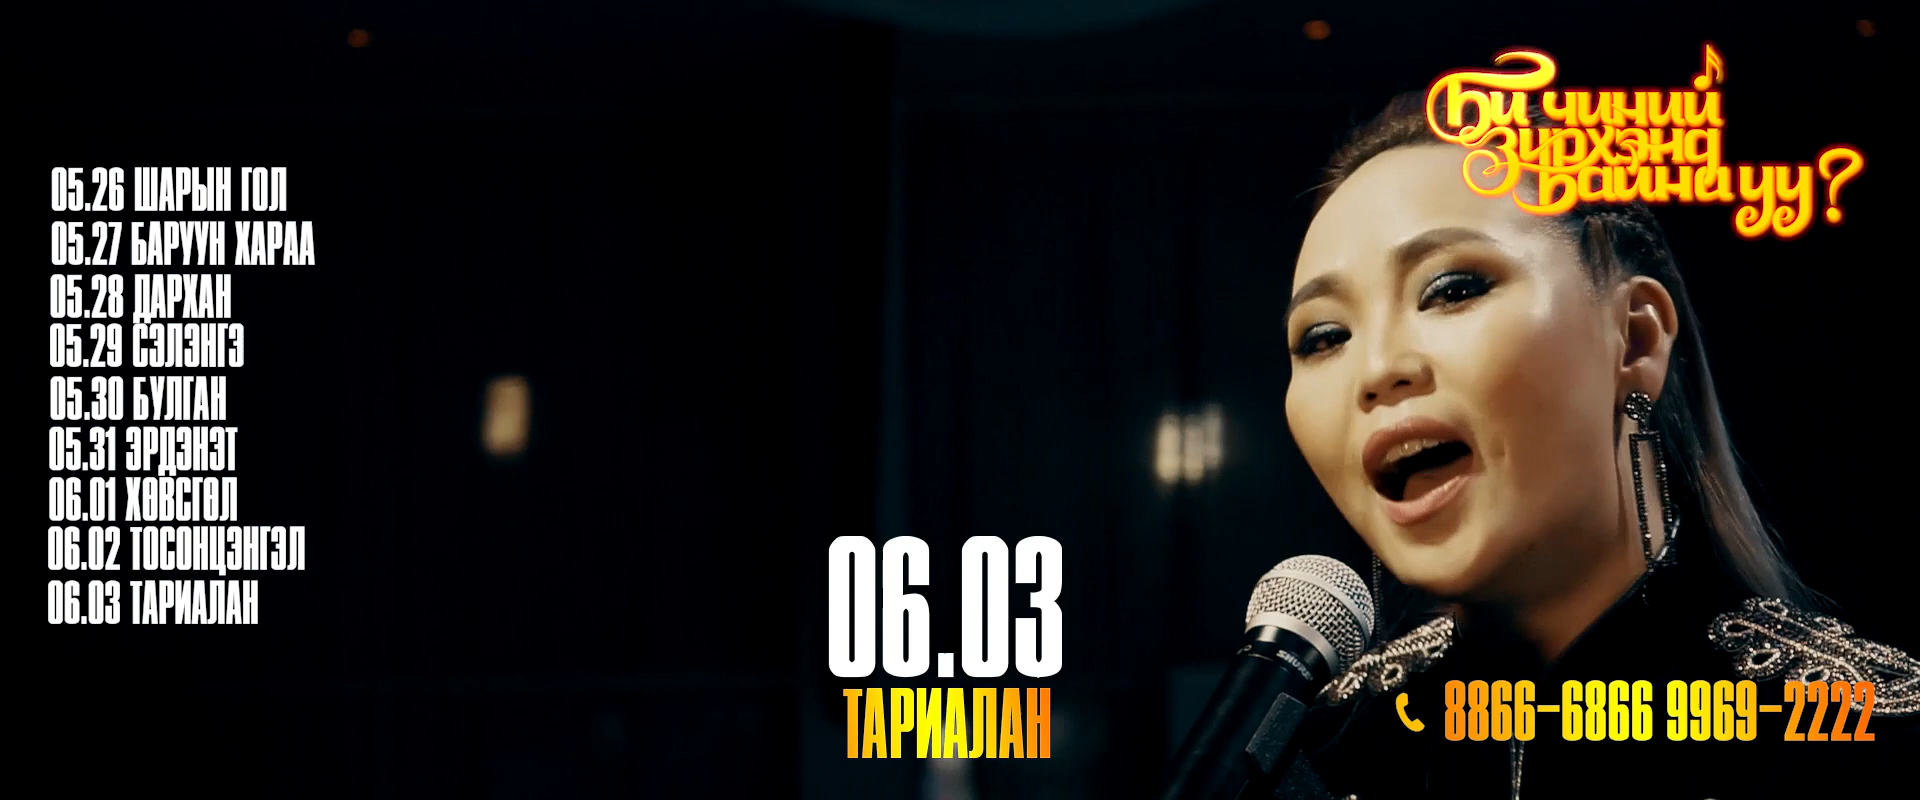 05.26 ШАРЫН ГОЛ
05.27 БАРУУН ХАРАА
05.28 ДАРХАН
05.29 СЭЛЭНГЭ
05.30 БУЛГАН
05.31 ЭРДЭНЭТ
06.01 ХӨВСГӨЛ
06.02 ТОСОНЦЭНГЭЛ
06.03 ТАРИАЛАН
06.03
ТАРИАЛАН
Би чиний
зүрхэнд
байна уу?
SHURE
8866-6866 9969-2222